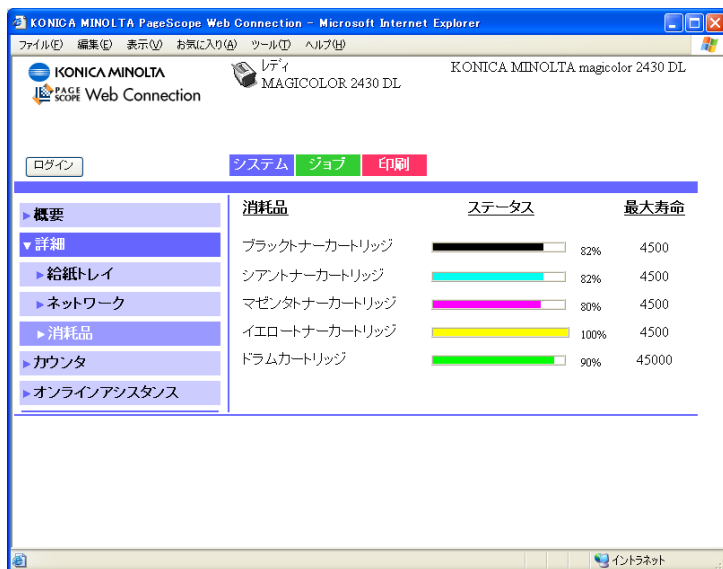 KONICA MINOLTA PageScope Web Connection - Microsoft Internet Explorer
ファイル(F) 編集(E) 表示(V) お気に入り(A) ツール(T) ヘルプ(H)
KONICA MINOLTA
PAGE SCOPE Web Connection
レディ
MAGICOLOR 2430 DL
KONICA MINOLTA magicolor 2430 DL
ログイン
システム ジョブ 印刷
概要
詳細
給紙トレイ
ネットワーク
消耗品
カウンタ
オンラインアシスタンス
消耗品 ステータス 最大寿命
ブラックトナーカートリッジ 82% 4500
シアントナーカートリッジ 82% 4500
マゼンタトナーカートリッジ 80% 4500
イエロートナーカートリッジ 100% 4500
ドラムカートリッジ 90% 45000
イントラネット